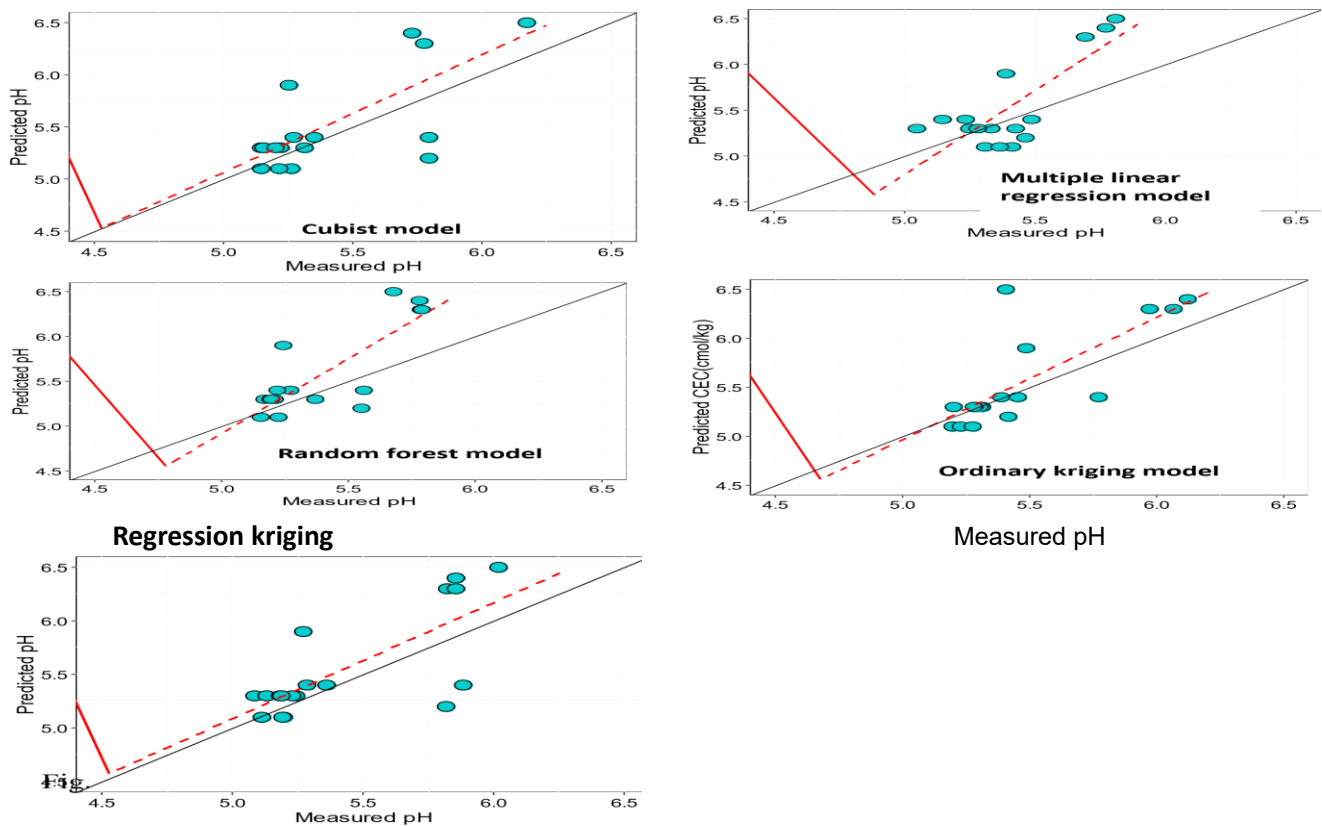 6.5
6.0
5.5
5.0
4.5
Predicted pH
Cubist model
4.5 5.0 5.5 6.0 6.5
Measured pH
6.5
6.0
5.5
5.0
4.5
Predicted pH
Multiple linear
regression model
4.5 5.0 5.5 6.0 6.5
Measured pH
6.5
6.0
5.5
5.0
4.5
Predicted pH
Random forest model
4.5 5.0 5.5 6.0 6.5
6.5
6.0
5.5
5.0
4.5
Predicted CEC(cmol/kg)
Ordinary kriging model
4.5 5.0 5.5 6.0 6.5
Regression kriging
Measured pH
6.5
6.0
5.5
5.0
Predicted pH
Fig.
4.5 5.0 5.5 6.0 6.5
Measured pH